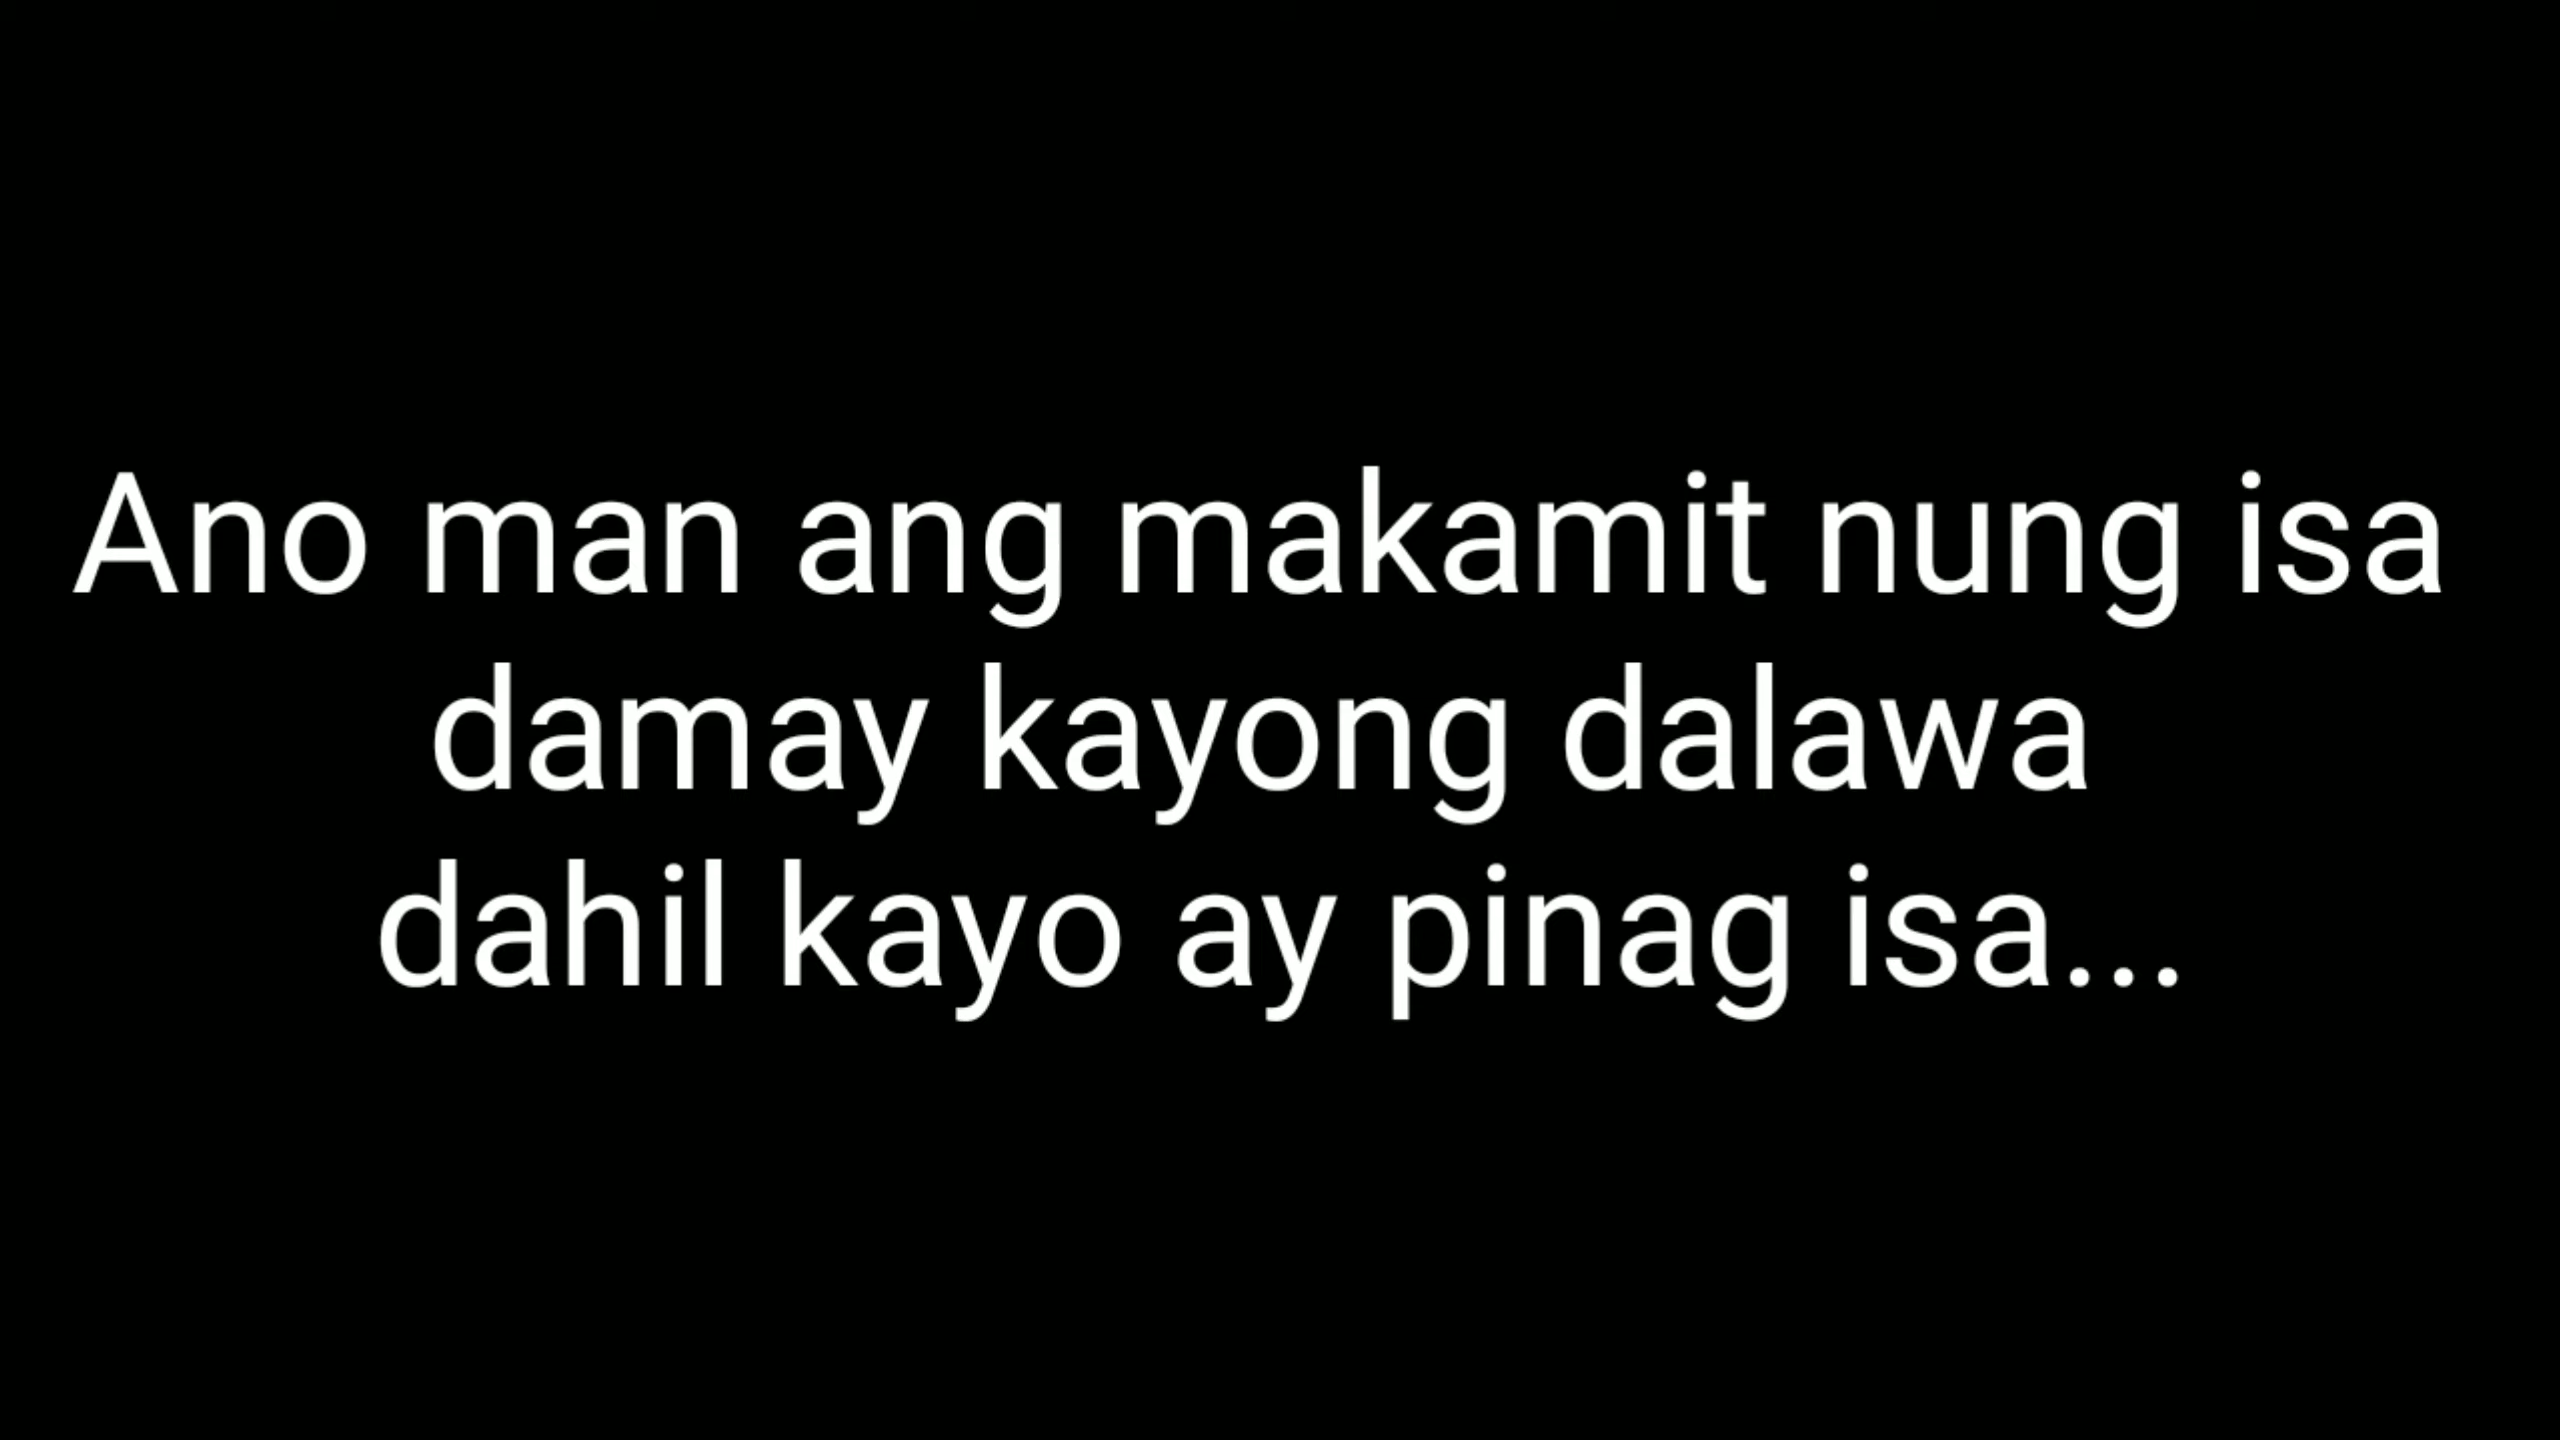 Ano man ang makamit nung isa
damay kayong dalawa
dahil kayo ay pinag isa...